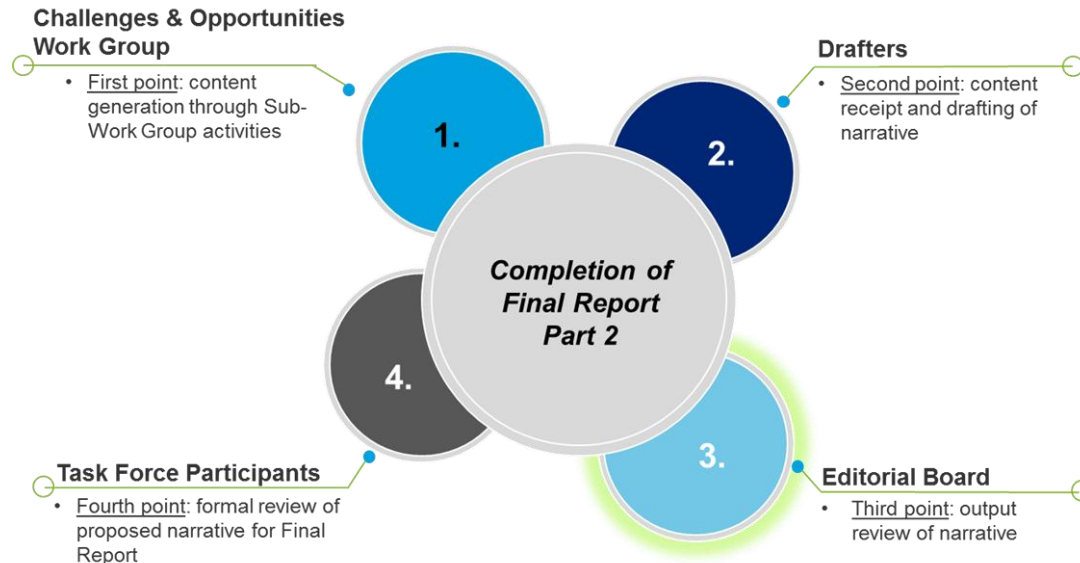 Challenges & Opportunities
Work Group
• First point: content
generation through Sub-
Work Group activities
1.
Drafters
• Second point: content
receipt and drafting of
narrative
2.
Completion of
Final Report
Part 2
Editorial Board
• Third point: output
review of narrative
3.
Task Force Participants
• Fourth point: formal review of
proposed narrative for Final
Report
4.